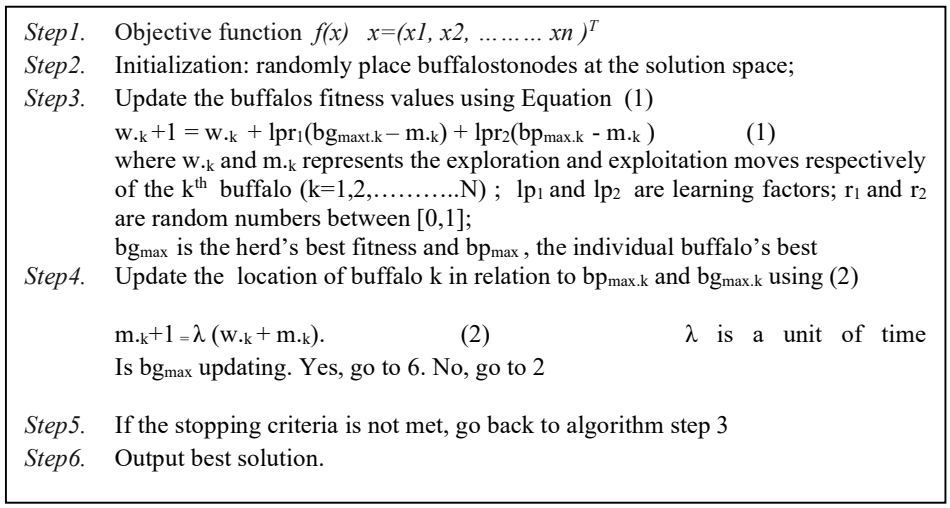 Step1. Objective function f(x) x=(x1, x2, ……… xn )T
Step2. Initialization: randomly place buffalostonodes at the solution space;
Step3. Update the buffalos fitness values using Equation (1)
w.k+1 = w.k + lpr1(bgmaxt.k – m.k) + lpr2(bpmax.k - m.k ) (1)
where w.k and m.k represents the exploration and exploitation moves respectively
of the kth buffalo (k=1,2,………..N) ; lp1 and lp2 are learning factors; r1 and r2
are random numbers between [0,1];
bgmax is the herd’s best fitness and bpmax , the individual buffalo’s best
Step4. Update the location of buffalo k in relation to bpmax.k and bgmax.k using (2)
m.k+1 = λ (w.k + m.k). (2) λ is a unit of time
Is bgmax updating. Yes, go to 6. No, go to 2
Step5. If the stopping criteria is not met, go back to algorithm step 3
Step6. Output best solution.